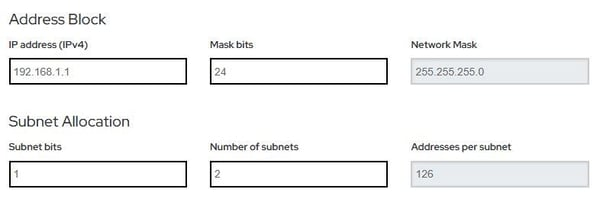 Address Block
IP address (IPv4) Mask bits Network Mask
192.168.1.1 24 255.255.255.0
Subnet Allocation
Subnet bits Number of subnets Addresses per subnet
1 2 126